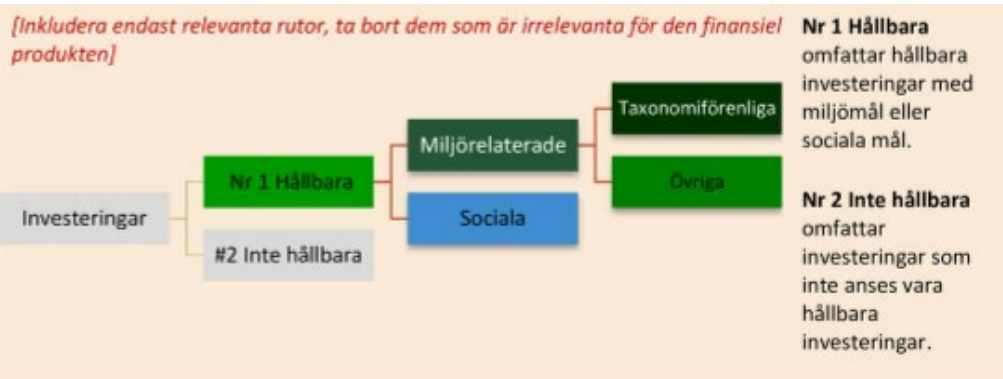 [Inkludera endast relevanta rutor, ta bort dem som är irrelevanta för den finansiel
produkten]
Investeringar
Nr 1 Hållbara
#2 Inte hållbara
Miljörelaterade
Sociala
Taxonomiförenliga
Övriga
Nr 1 Hållbara
omfattar hållbara
investeringar med
miljömål eller
sociala mål.
Nr 2 Inte hållbara
omfattar
investeringar som
inte anses vara
hållbara
investeringar.